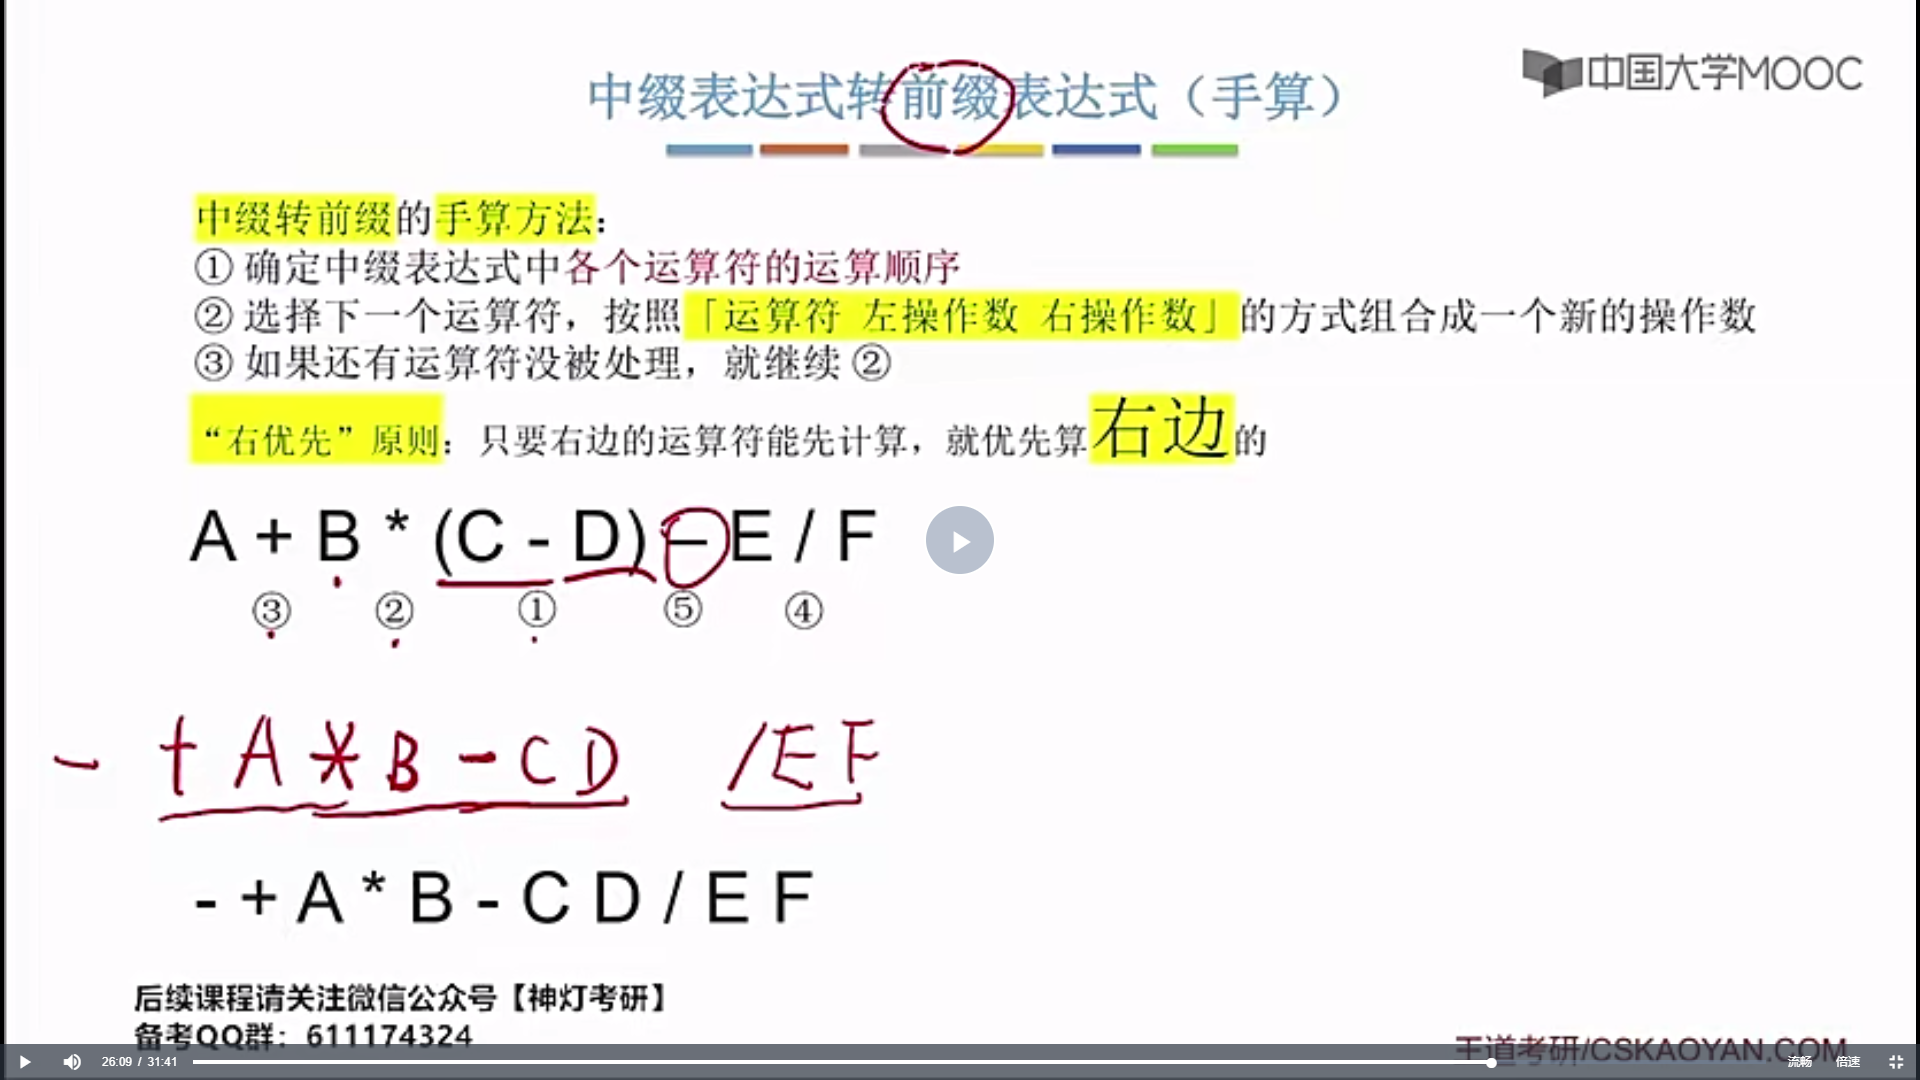 中国大学MOOC
中缀表达式转前缀表达式（手算）
中缀转前缀的手算方法：
① 确定中缀表达式中各个运算符的运算顺序
② 选择下一个运算符，按照「运算符 左操作数 右操作数」的方式组合成一个新的操作数
③ 如果还有运算符没被处理，就继续 ②
“右优先”原则：只要右边的运算符能先计算，就优先算右边的
A + B * (C - D) – E / F
③ ② ① ⑤ ④
- + A * B - C D / E F
- + A * B - C D / E F
后续课程请关注微信公众号【神灯考研】
备考QQ群：611174324
王道考研/CSKAOYAN.COM
26:09 / 31:41 流畅 倍速